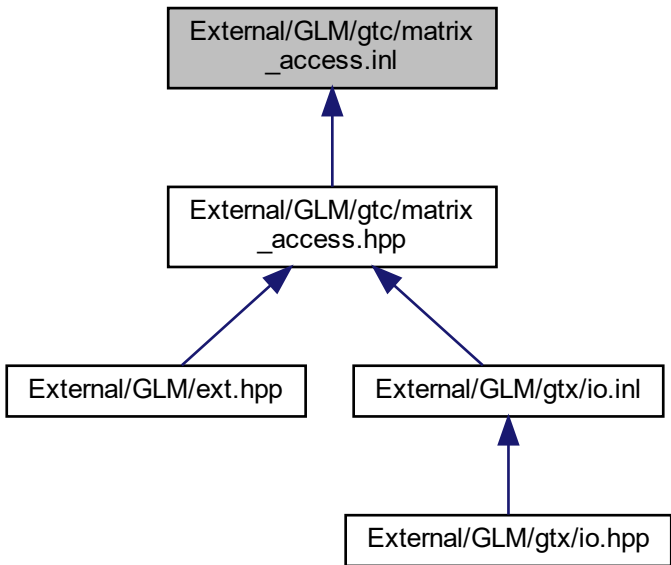 External/GLM/gtc/matrix
_access.inl
External/GLM/gtc/matrix
_access.hpp
External/GLM/ext.hpp
External/GLM/gtx/io.inl
External/GLM/gtx/io.hpp